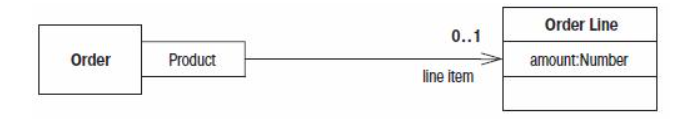 Order
Product
0..1
line item
Order Line
amount:Number